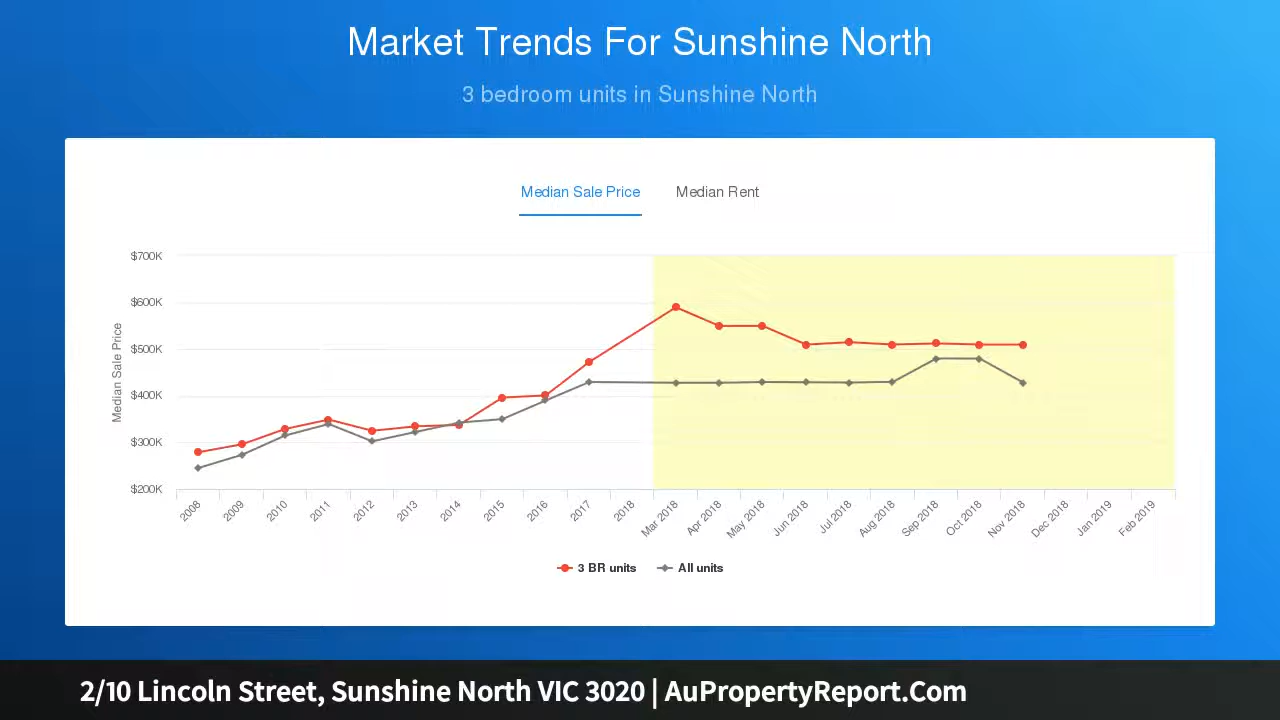 Market Trends For Sunshine North
3 bedroom units in Sunshine North
Median Sale Price
Median Rent
$700K
$600K
$500K
$400K
$300K
$200K
Median Sale Price
2008
2009
2010
2011
2012
2013
2014
2015
2016
2017
2018
Mar 2018
Apr 2018
May 2018
Jun 2018
Jul 2018
Aug 2018
Sep 2018
Oct 2018
Nov 2018
Dec 2018
Jan 2019
Feb 2019
3 BR units
All units
2/10 Lincoln Street, Sunshine North VIC 3020 | AuPropertyReport.Com